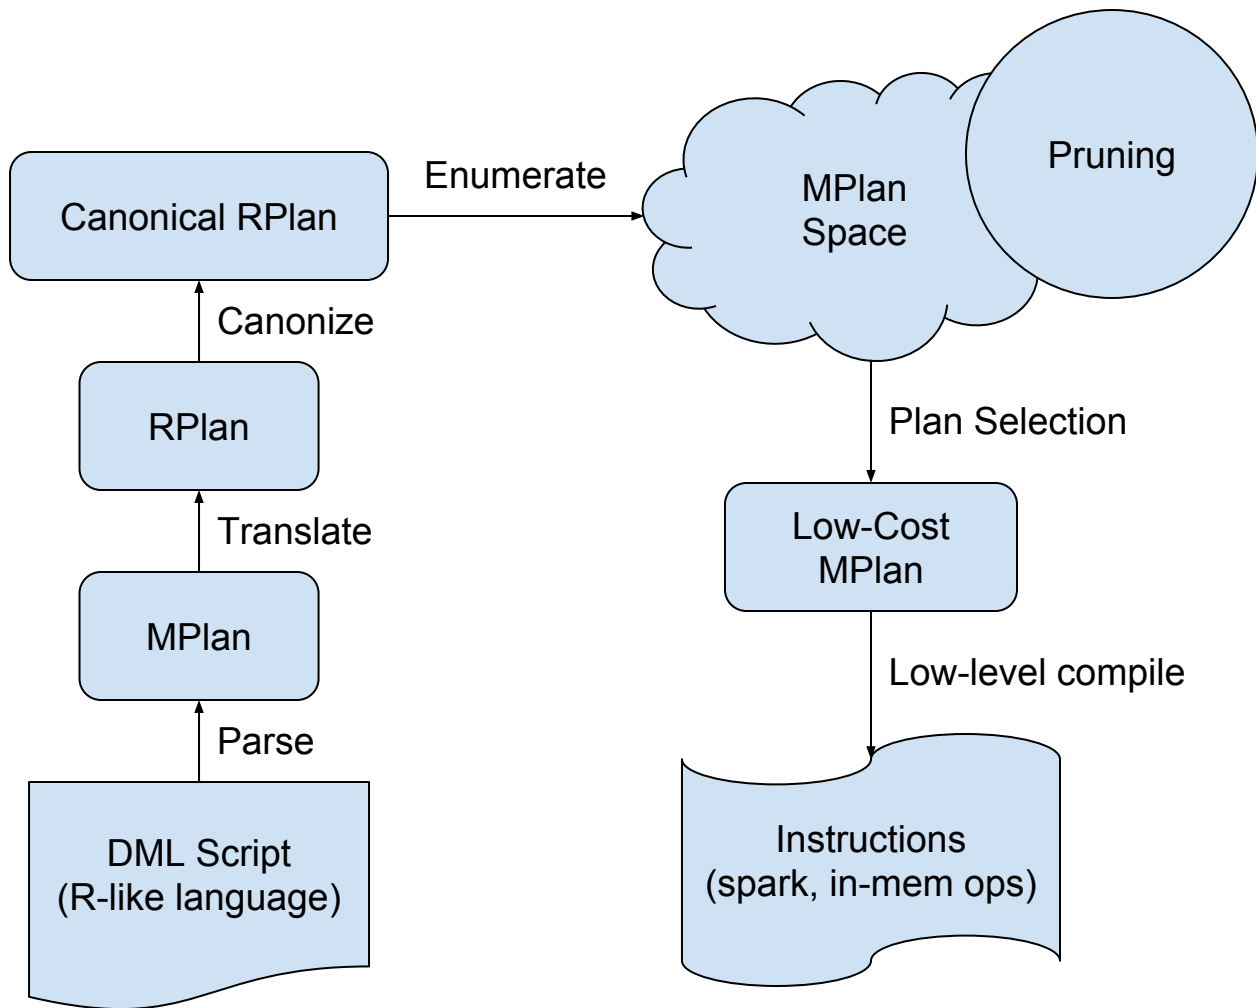 Pruning
Enumerate
MPlan
Space
Canonical RPlan
Canonize
RPlan
Plan Selection
Translate
Low-Cost
MPlan
MPlan
Low-level compile
Parse
DML Script
(R-like language)
Instructions
(spark, in-mem ops)